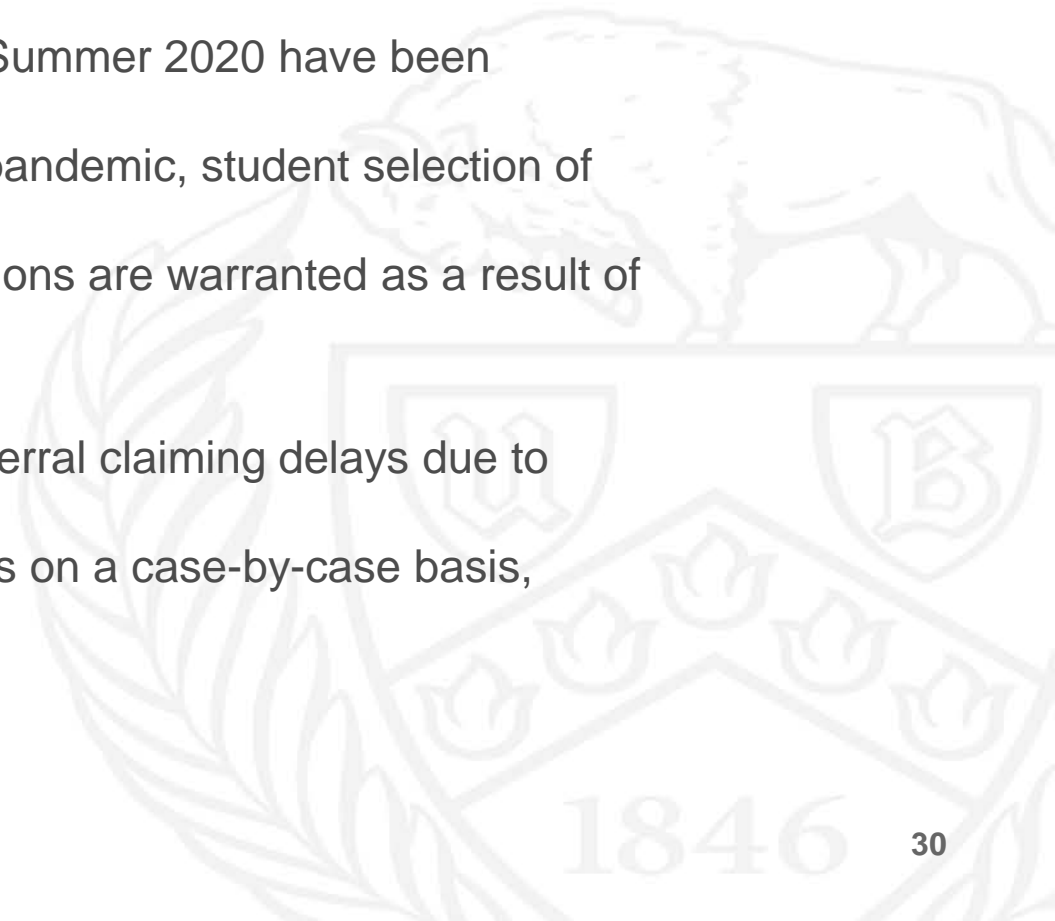 Summer 2020 have been
pandemic, student selection of
ons are warranted as a result of
erral claiming delays due to
s on a case-by-case basis,
U B
1846
30